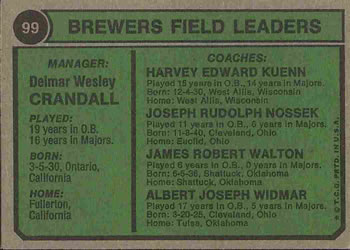 99
BREWERS FIELD LEADERS
MANAGER:
Delmar Wesley
CRANDALL
PLAYED:
19 years in O.B.
16 years in Majors.
BORN:
3-5-30, Ontario,
California
HOME:
Fullerton,
California
COACHES:
HARVEY EDWARD KUENN
Played 15 years in O.B., 14 years in Majors.
Born: 12-4-30, West Allis, Wisconsin
Home: West Allis, Wisconsin
JOSEPH RUDOLPH NOSSEK
Played 11 years in O.B., 6 years in Majors.
Born: 11-8-40, Cleveland, Ohio
Home: Euclid, Ohio
JAMES ROBERT WALTON
Played 6 years in O.B., 0 years in Majors.
Born: Shattuck, Oklahoma
Home: Shattuck, Oklahoma
ALBERT JOSEPH WIDMAR
Played 17 years in O.B., 5 years in Majors.
Born: 3-20-25, Cleveland, Ohio
Home: Tulsa, Oklahoma
© T.C.G. PRTD. IN U.S.A.